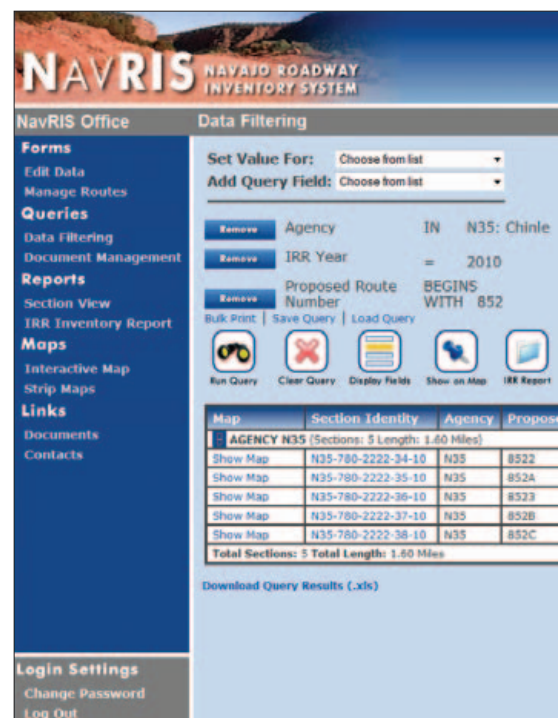 NAVRIS NAVAJO ROADWAY
INVENTORY SYSTEM
NavRIS Office
Forms
Edit Data
Manage Routes
Queries
Data Filtering
Document Management
Reports
Section View
IRR Inventory Report
Maps
Interactive Map
Strip Maps
Links
Documents
Contacts
Login Settings
Change Password
Log Out
Data Filtering
Set Value For: Choose from list
Add Query Field: Choose from list
Remove Agency IN N35: Chinle
Remove IRR Year = 2010
Proposed Route BEGINS
Remove Number WITH 852
Bulk Print | Save Query | Load Query
Run Query Clear Query Display Fields Show on Map IRR Report
Map Section Identity Agency Propose
AGENCY N35 (Sections: 5 Length: 1.60 Miles)
Show Map N35-780-2222-34-10 N35 8522
Show Map N35-780-2222-35-10 N35 852A
Show Map N35-780-2222-36-10 N35 8523
Show Map N35-780-2222-37-10 N35 852B
Show Map N35-780-2222-38-10 N35 852C
Total Sections: 5 Total Length: 1.60 Miles
Download Query Results (.xls)